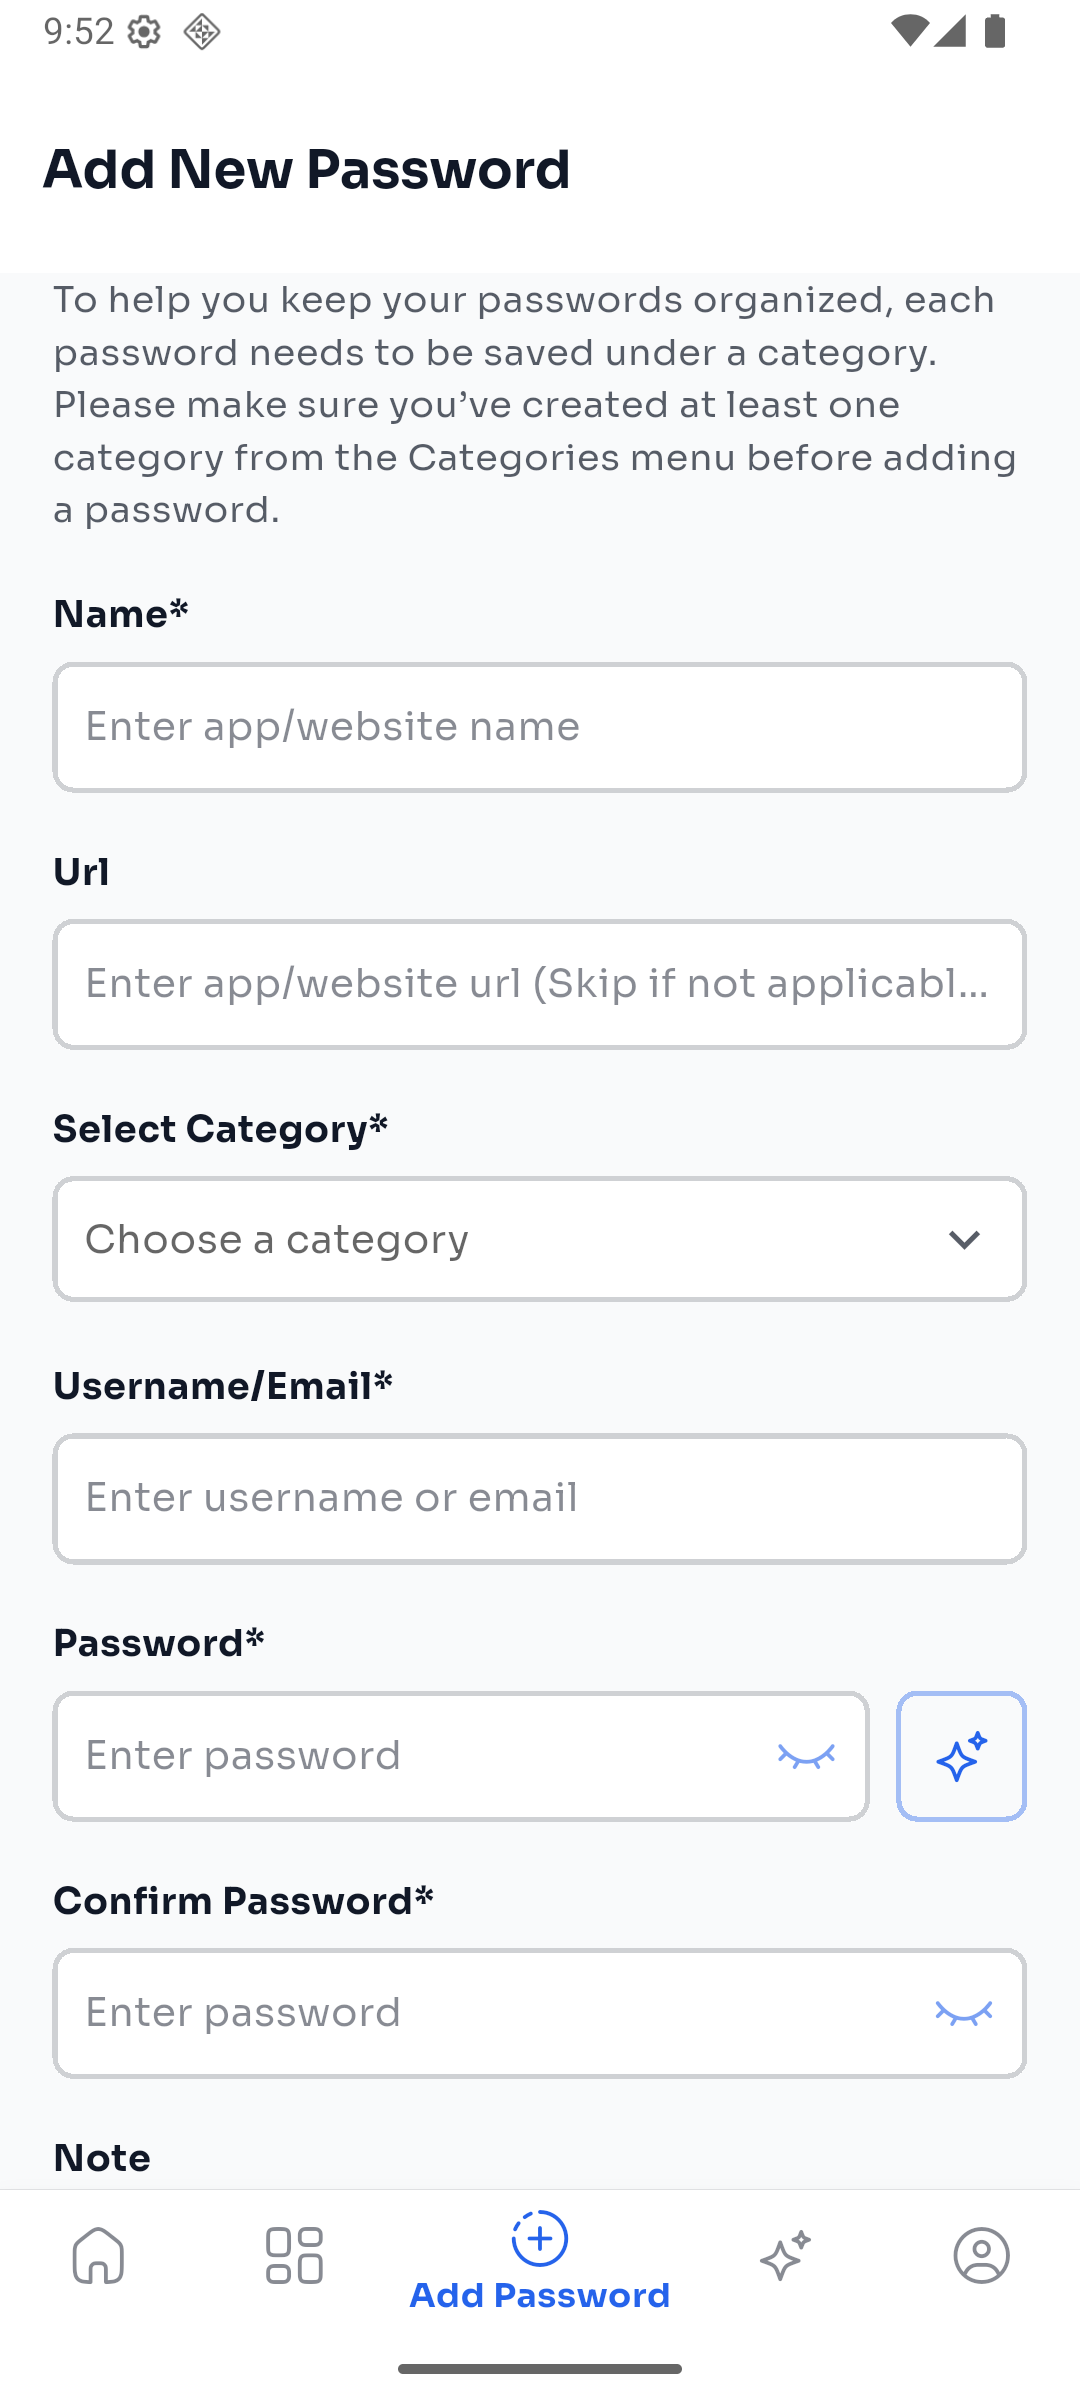 9:52
Add New Password
To help you keep your passwords organized, each
password needs to be saved under a category.
Please make sure you’ve created at least one
category from the Categories menu before adding
a password.
Name*
Enter app/website name
Url
Enter app/website url (Skip if not applicabl...
Select Category*
Choose a category
Username/Email*
Enter username or email
Password*
Enter password
Confirm Password*
Enter password
Note
Add Password